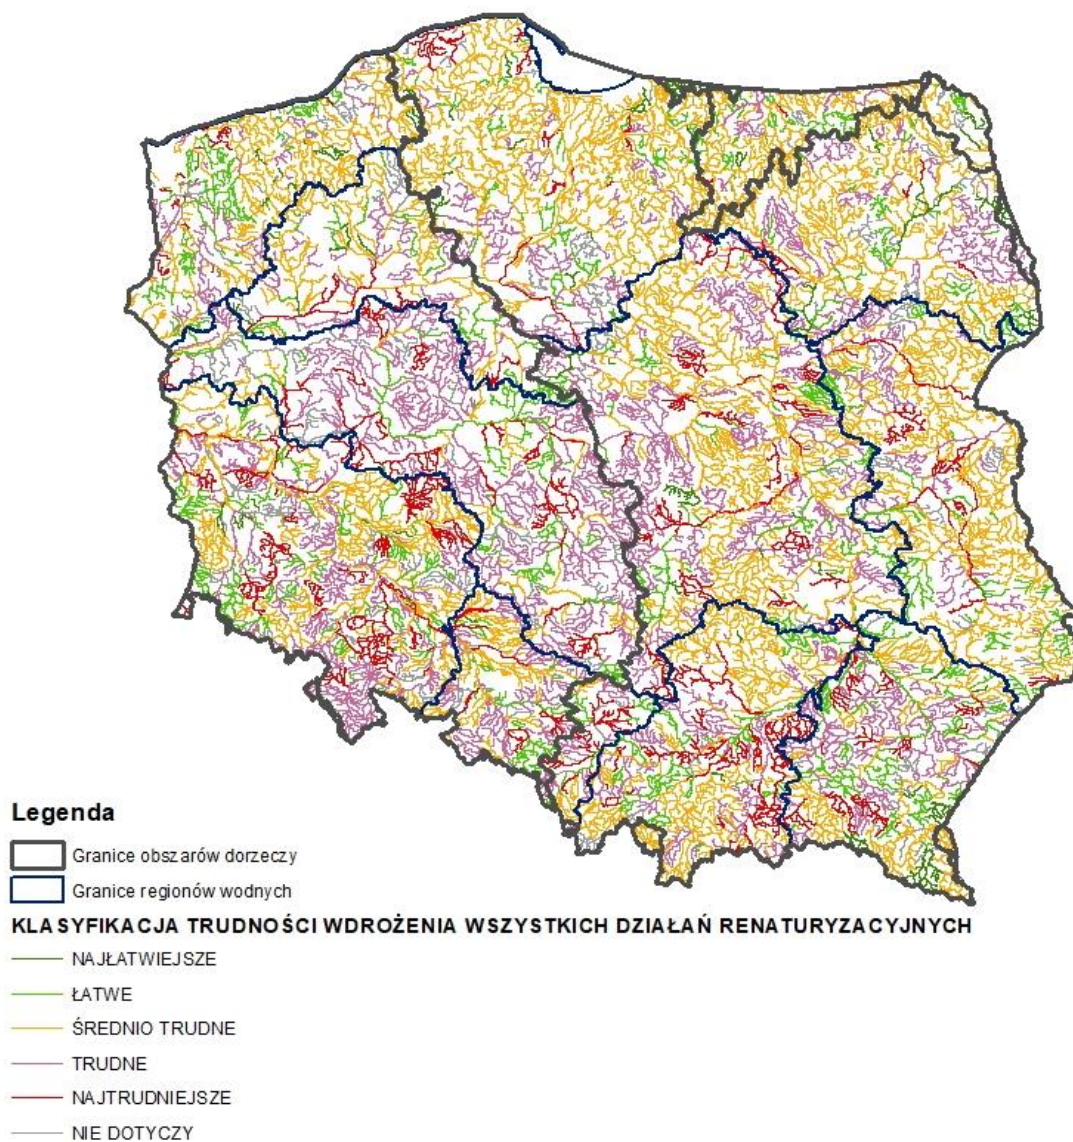 Legenda
Granice obszarów dorzeczy
Granice regionów wodnych
KLASYFIKACJA TRUDNOŚCI WDROŻENIA WSZYSTKICH DZIAŁAŃ RENATURYZACYJNYCH
NAJŁATWIEJSZE
ŁATWE
ŚREDNIO TRUDNE
TRUDNE
NAJTRUDNIEJSZE
NIE DOTYCZY